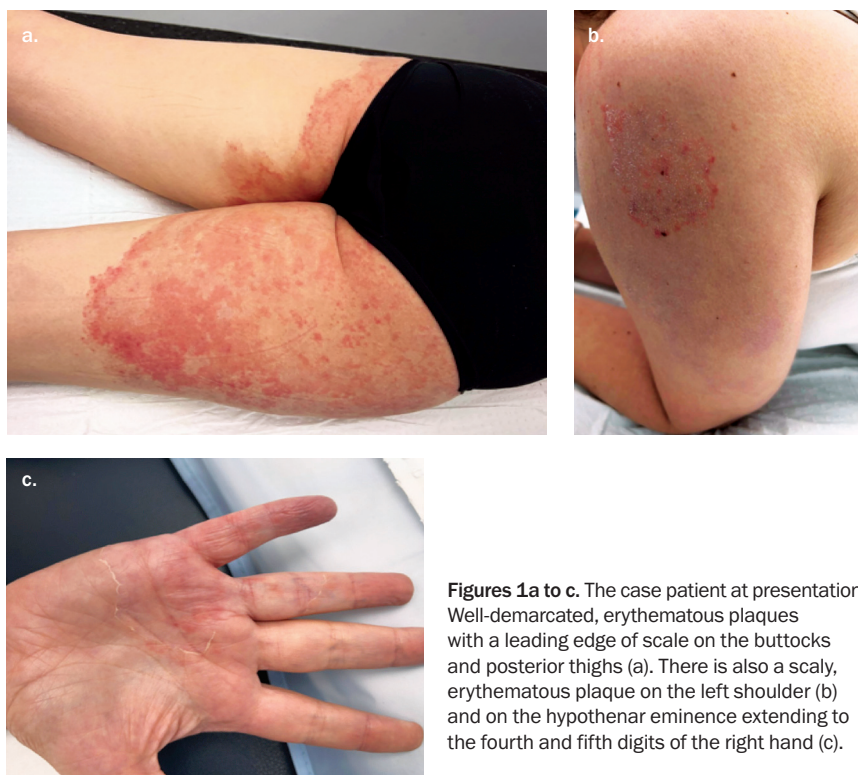 a.
b.
c.
Figures 1a to c. The case patient at presentation
Well-demarcated, erythematous plaques
with a leading edge of scale on the buttocks
and posterior thighs (a). There is also a scaly,
erythematous plaque on the left shoulder (b)
and on the hypothenar eminence extending to
the fourth and fifth digits of the right hand (c).